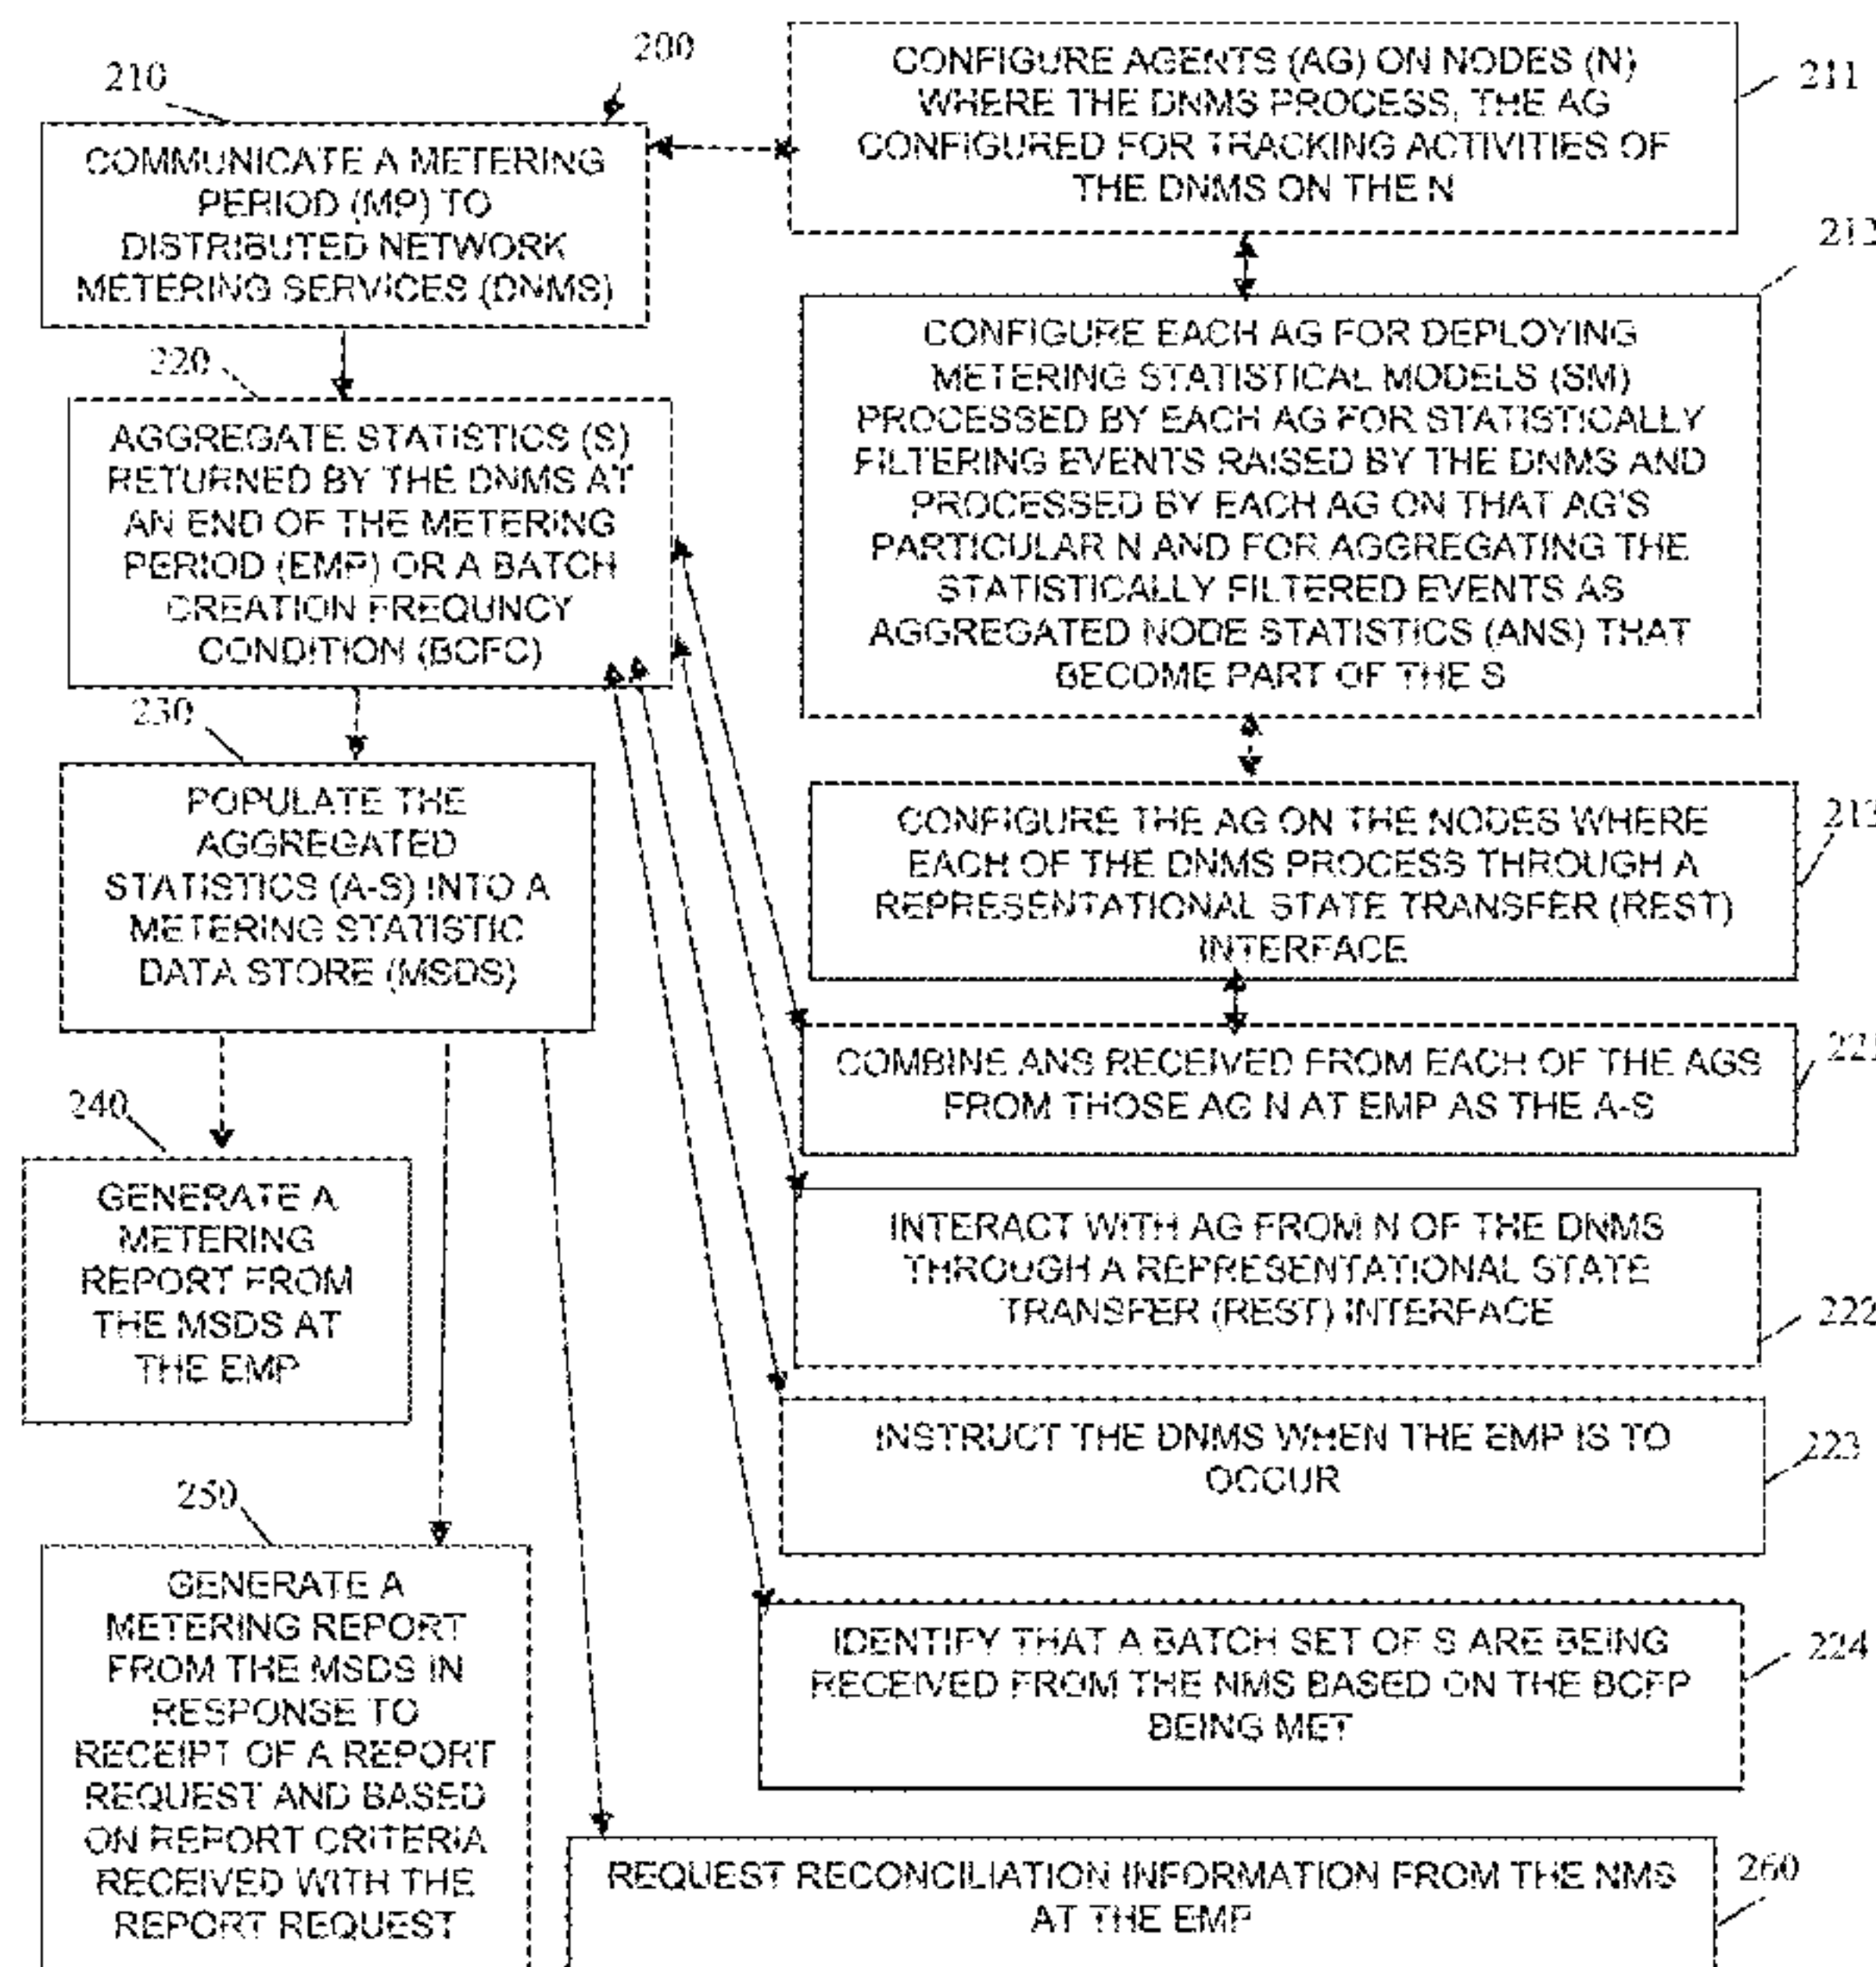 200
210
COMMUNICATE A METERING
PERIOD (MP) TO
DISTRIBUTED NETWORK
METERING SERVICES (DNMS)
CONFIGURE AGENTS (AG) ON NODES (N)
WHERE THE DNMS PROCESS, THE AG
CONFIGURED FOR TRACKING ACTIVITIES OF
THE DNMS ON THE N
211
CONFIGURE EACH AG FOR DEPLOYING
METERING STATISTICAL MODELS (SM)
PROCESSED BY EACH AG FOR STATISTICALLY
FILTERING EVENTS RAISED BY THE DNMS AND
PROCESSED BY EACH AG ON THAT AG'S
PARTICULAR N AND FOR AGGREGATING THE
STATISTICALLY FILTERED EVENTS AS
AGGREGATED NODE STATISTICS (ANS) THAT
BECOME PART OF THE S
220
AGGREGATE STATISTICS (S)
RETURNED BY THE DNMS AT
AN END OF THE METERING
PERIOD (EMP) OR A BATCH
CREATION FREQUNCY
CONDITION (BCFC)
230
POPULATE THE
AGGREGATED
STATISTICS (A-S) INTO A
METERING STATISTIC
DATA STORE (MSDS)
CONFIGURE THE AG ON THE NODES WHERE
EACH OF THE DNMS PROCESS THROUGH A
REPRESENTATIONAL STATE TRANSFER (REST)
INTERFACE
COMBINE ANS RECEIVED FROM EACH OF THE AGS
FROM THOSE AG N AT EMP AS THE A-S
INTERACT WITH AG FROM N OF THE DNMS
THROUGH A REPRESENTATIONAL STATE
TRANSFER (REST) INTERFACE
222
INSTRUCT THE DNMS WHEN THE EMP IS TO
OCCUR
223
IDENTIFY THAT A BATCH SET OF S ARE BEING
RECEIVED FROM THE NMS BASED ON THE BCFP
BEING MET
224
240
GENERATE A
METERING
REPORT FROM
THE MSDS AT
THE EMP
250
GENERATE A
METERING REPORT
FROM THE MSDS IN
RESPONSE TO
RECEIPT OF A REPORT
REQUEST AND BASED
ON REPORT CRITERIA
RECEIVED WITH THE
REPORT REQUEST
REQUEST RECONCILIATION INFORMATION FROM THE NMS
AT THE EMP
260